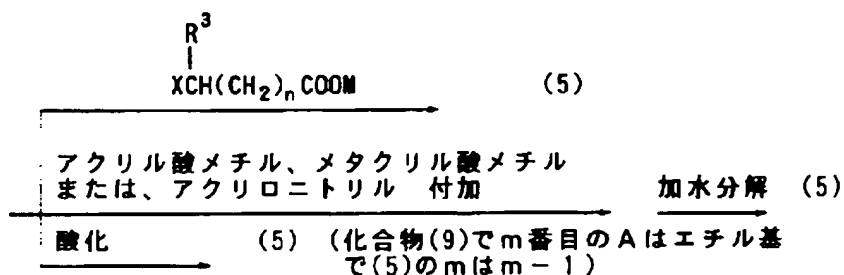 R³
XCH(CH₂)ₙCOOM (5)
アクリル酸メチル、メタクリル酸メチル
または、アクリロニトリル 付加 加水分解 (5)
酸化 (5) (化合物(9)でm番目のAはエチル基
で(5)のmはm-1)